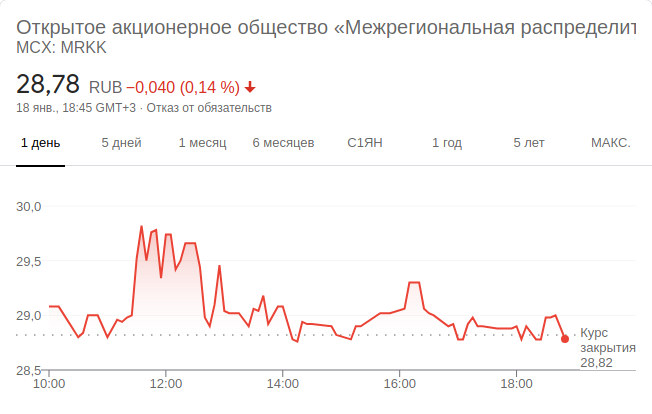 Открытое акционерное общество «Межрегиональная распределит
MCX: MRKK
28,78 RUB −0,040 (0,14 %)
18 янв., 18:45 GMT+3 · Отказ от обязательств
1 день 5 дней 1 месяц 6 месяцев С1ЯН 1 год 5 лет МАКС.
30,0
29,5
29,0
Курс
закрытия
28,82
28,5
10:00 12:00 14:00 16:00 18:00